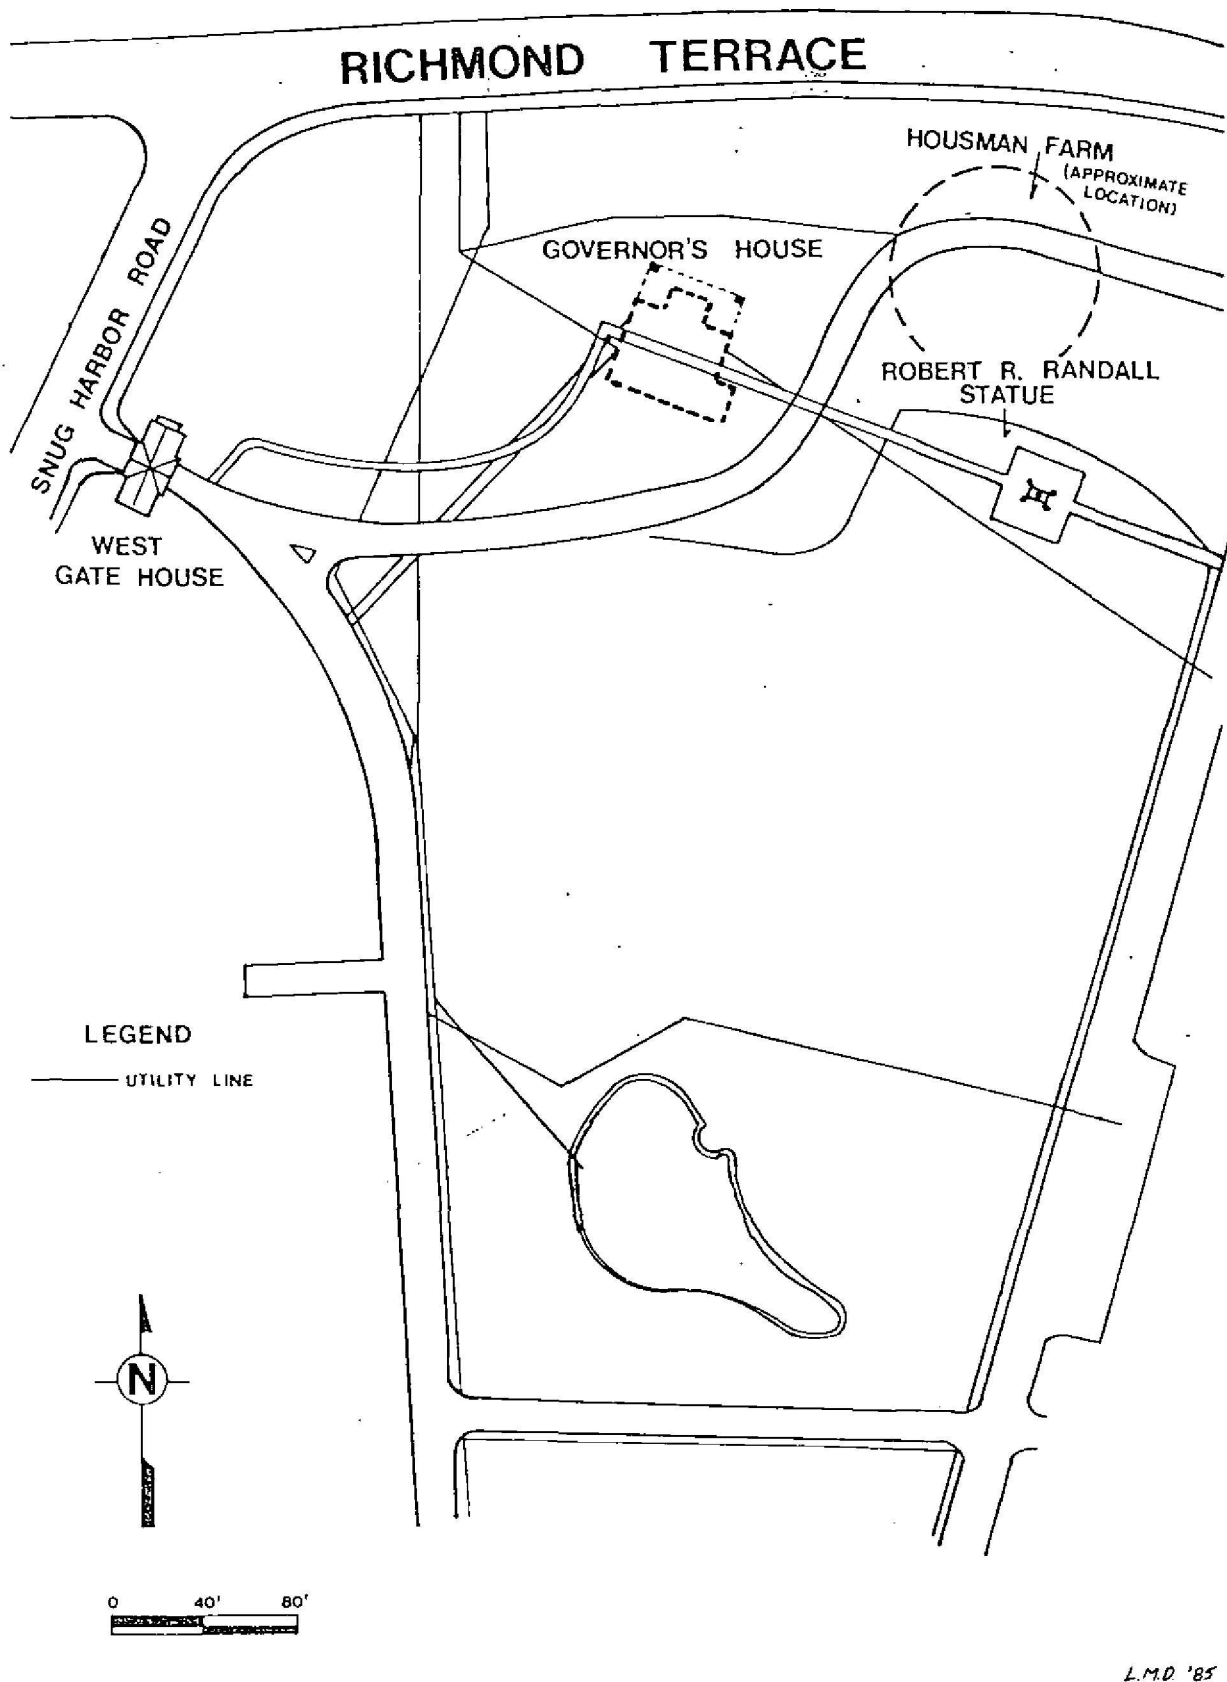 RICHMOND TERRACE
HOUSMAN FARM
(APPROXIMATE
LOCATION)
SNUG HARBOR ROAD
GOVERNOR'S HOUSE
ROBERT R. RANDALL
STATUE
WEST
GATE HOUSE
LEGEND
UTILITY LINE
N
0 40' 80'
L.M.D. '85